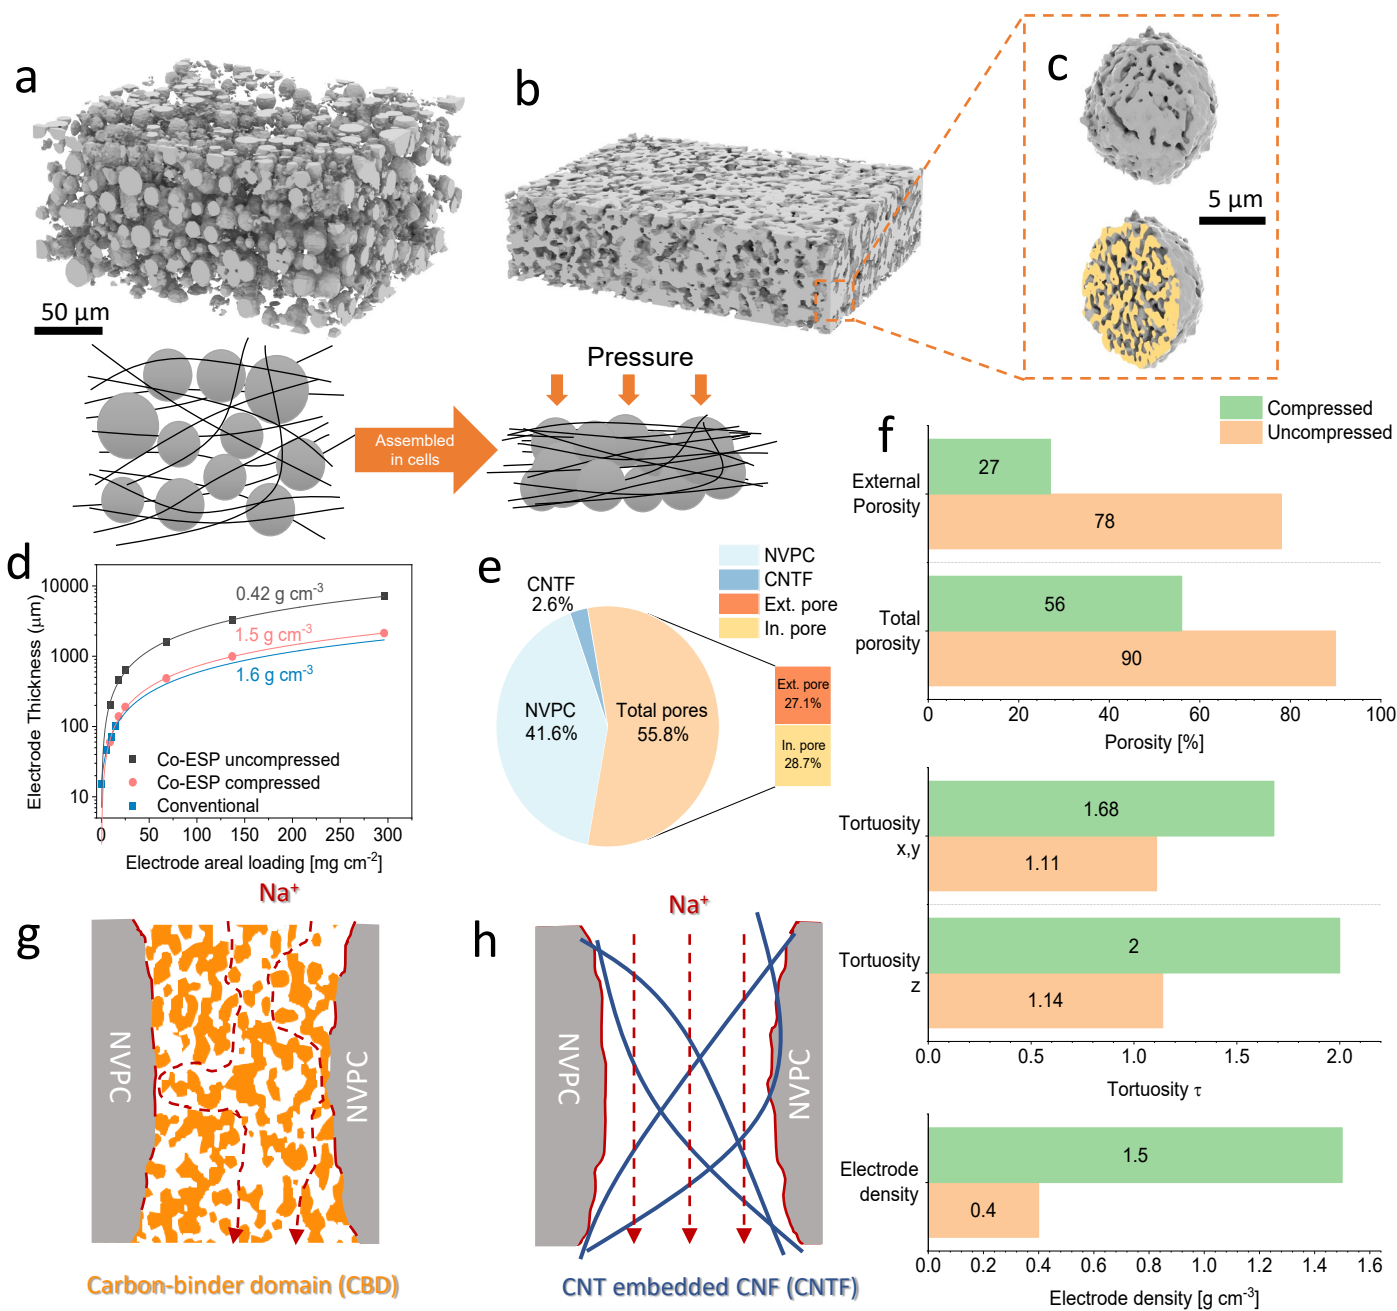 a
b
c
5 μm
50 μm
Pressure
Assembled
in cells
d
Electrode Thickness (μm)
10000
1000
100
10
0.42 g cm⁻³
1.5 g cm⁻³
1.6 g cm⁻³
Co-ESP uncompressed
Co-ESP compressed
Conventional
0 50 100 150 200 250 300
Electrode areal loading [mg cm⁻²]
e
NVPC
CNTF
Ext. pore
In. pore
CNTF
2.6%
NVPC
41.6%
Total pores
55.8%
Ext. pore
27.1%
In. pore
28.7%
f
Compressed
Uncompressed
External
Porosity
27
78
Total
porosity
56
90
0 20 40 60 80 100
Porosity [%]
Tortuosity
x,y
1.68
1.11
Tortuosity
z
2
1.14
0.0 0.5 1.0 1.5 2.0
Tortuosity τ
Electrode
density
1.5
0.4
0.0 0.2 0.4 0.6 0.8 1.0 1.2 1.4 1.6
Electrode density [g cm⁻³]
g
Na⁺
NVPC
NVPC
Carbon-binder domain (CBD)
h
Na⁺
NVPC
NVPC
CNT embedded CNF (CNTF)